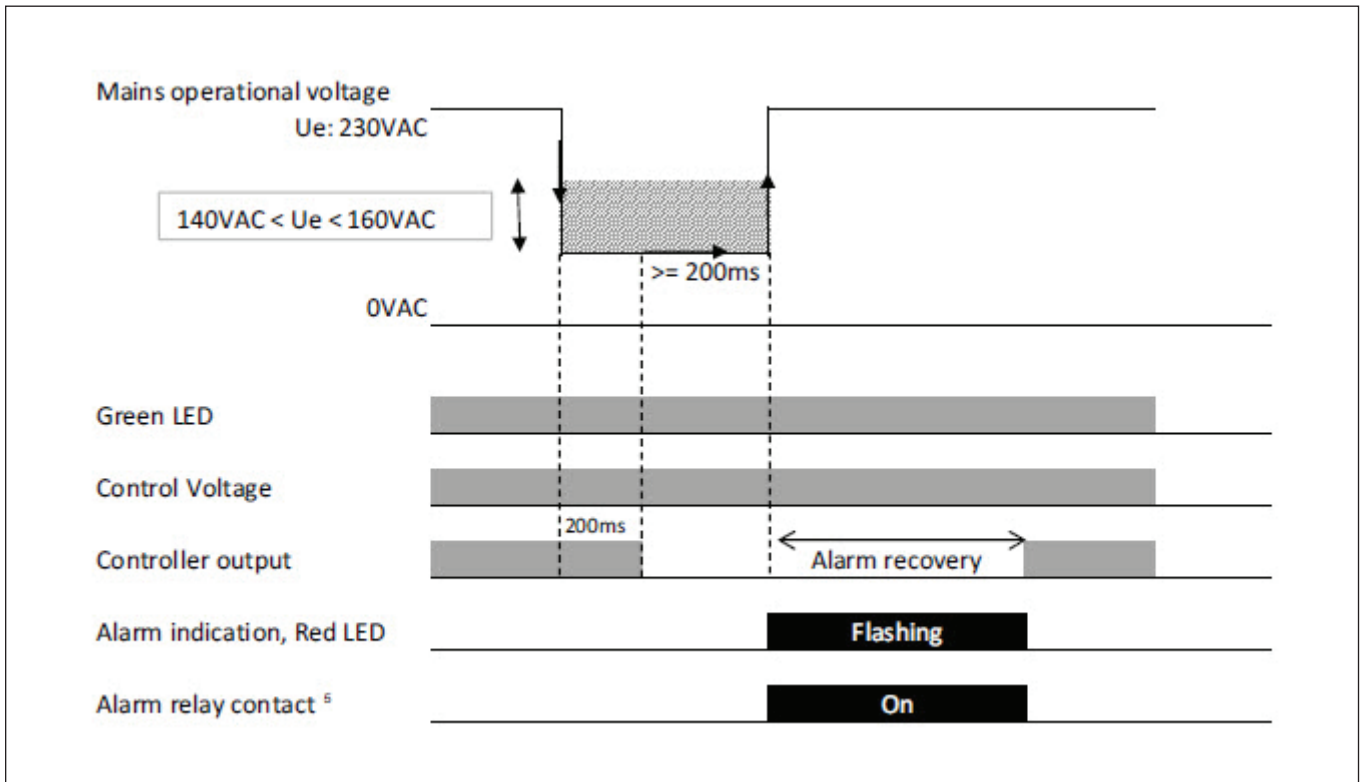 Mains operational voltage
Ue: 230VAC
140VAC < Ue < 160VAC
>= 200ms
0VAC
Green LED
Control Voltage
200ms
Controller output
Alarm recovery
Alarm indication, Red LED
Flashing
Alarm relay contact ⁶
On